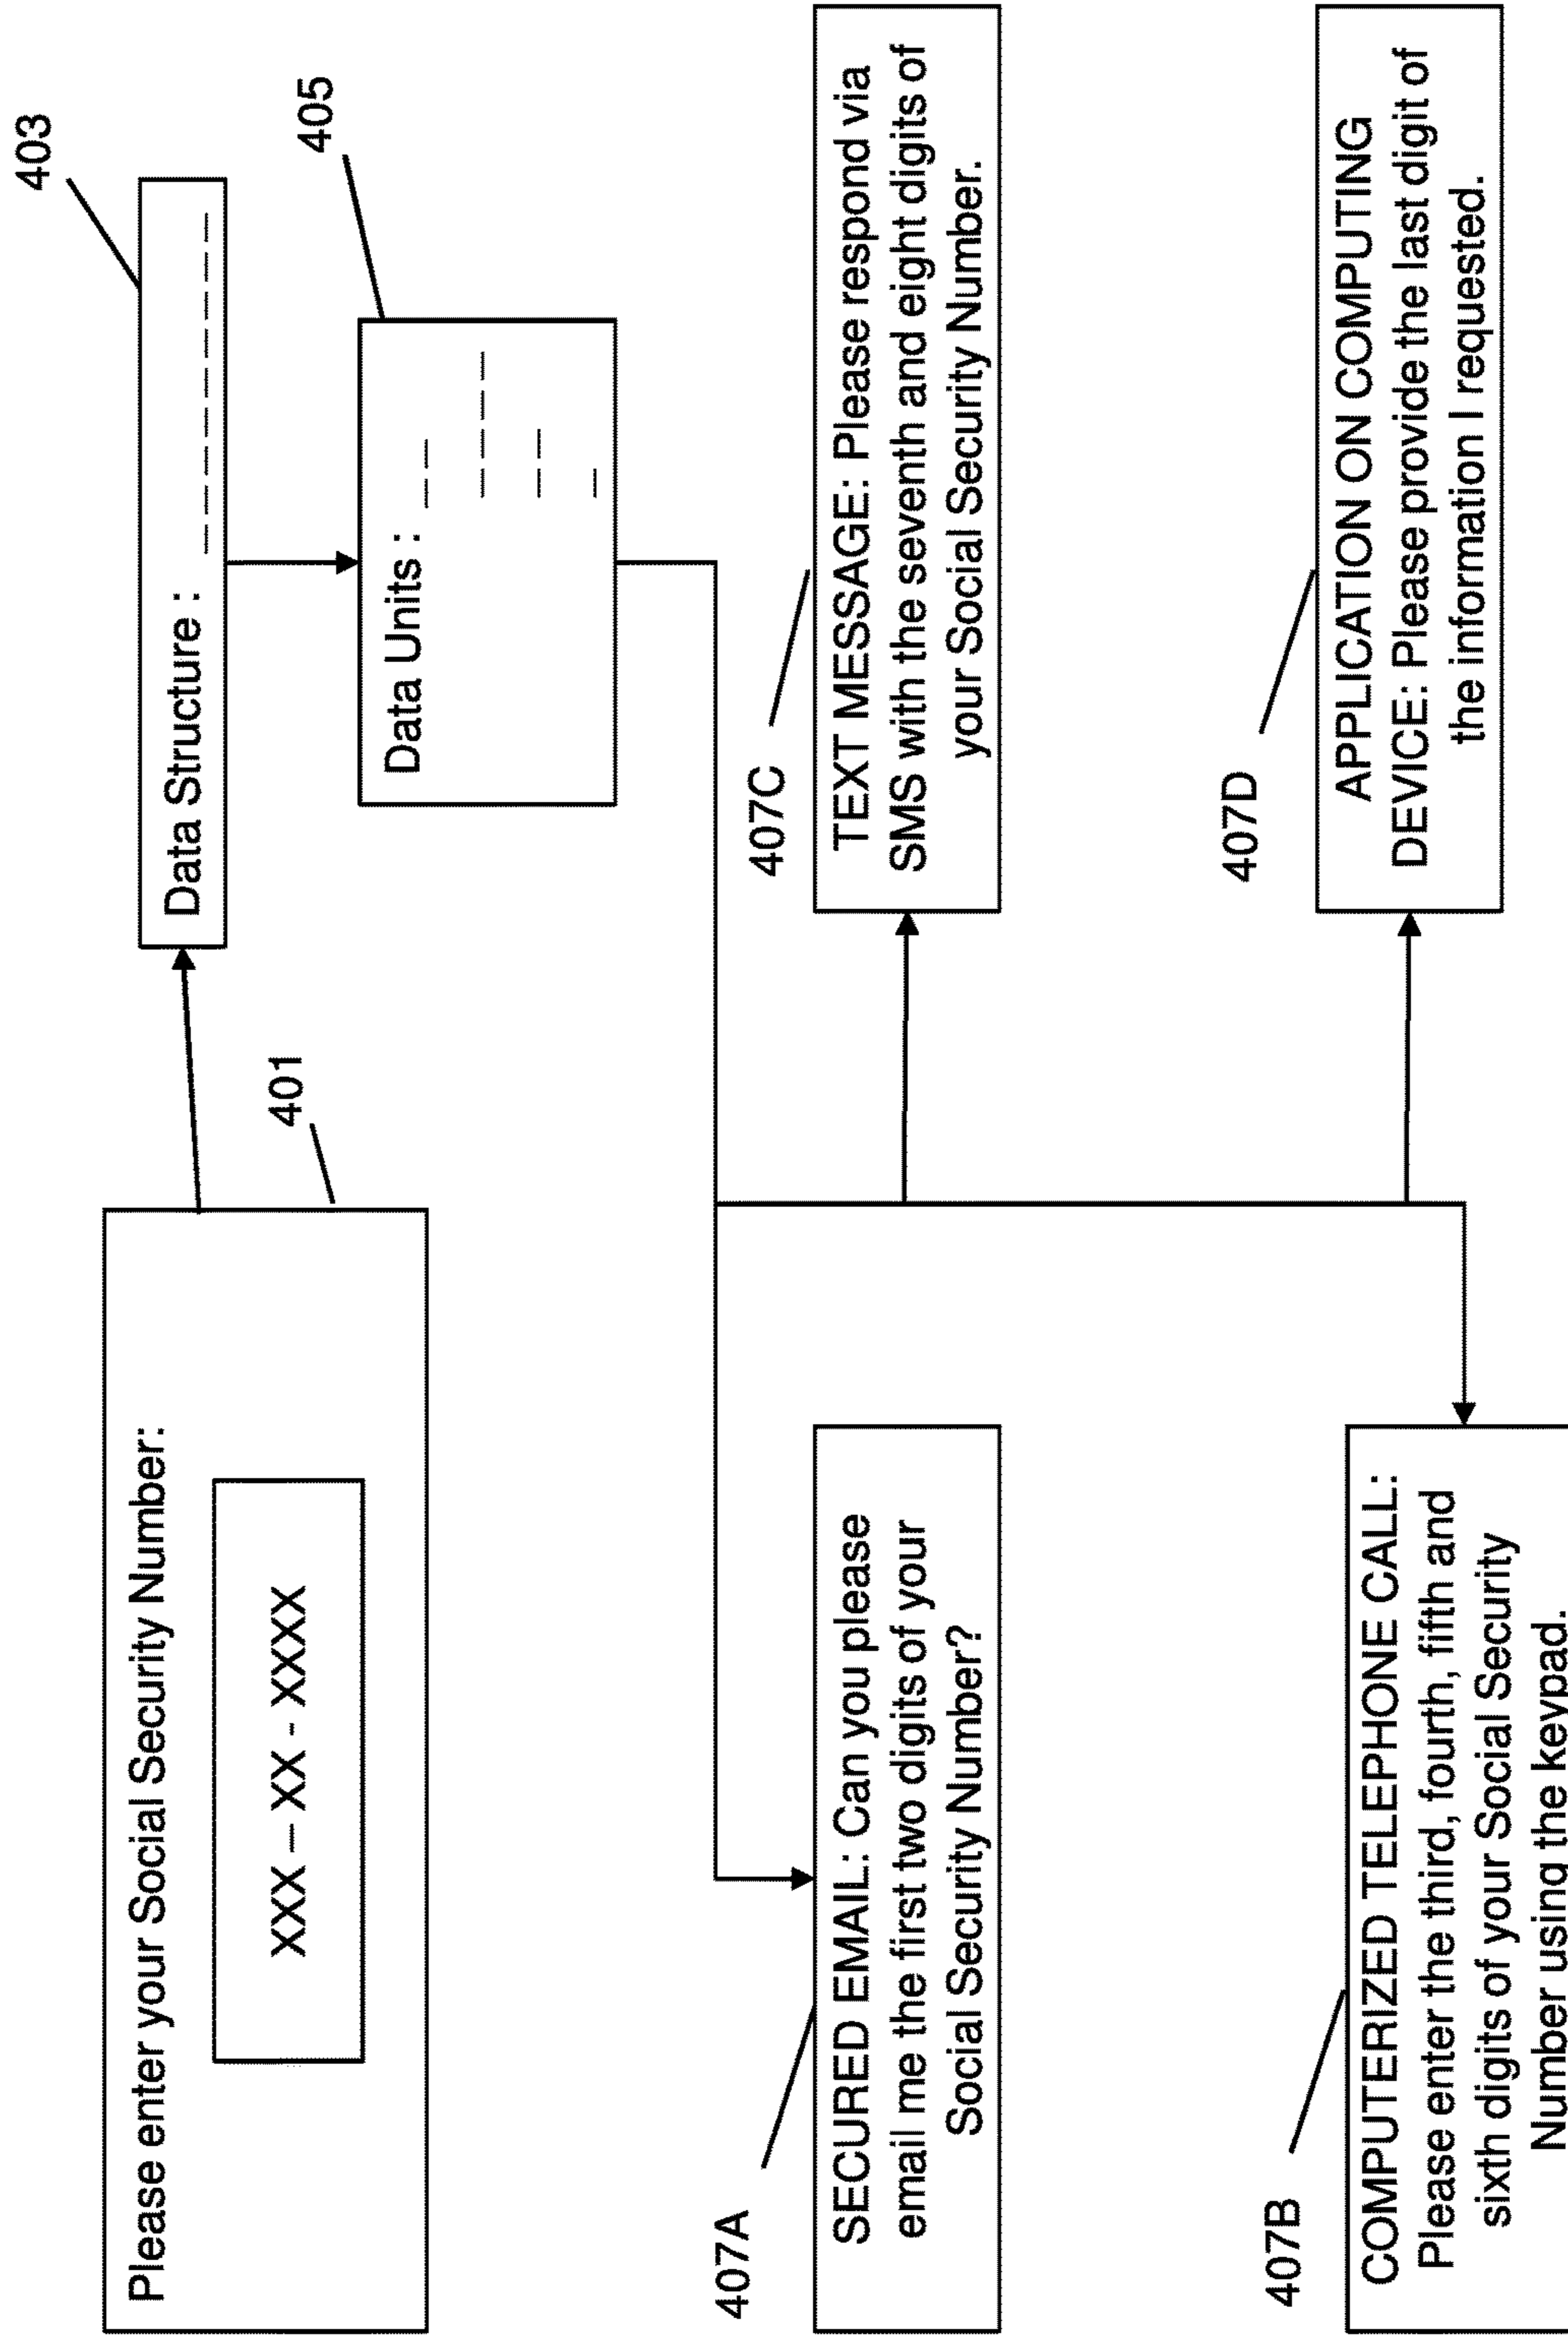 403
Please enter your Social Security Number:
XXX – XX - XXXX
401
Data Structure : _ _ _ _ _ _ _ _ _
405
Data Units : _ _
_ _ _ _
_ _
_
407A
SECURED EMAIL: Can you please
email me the first two digits of your
Social Security Number?
407C
TEXT MESSAGE: Please respond via
SMS with the seventh and eight digits of
your Social Security Number.
407B
COMPUTERIZED TELEPHONE CALL:
Please enter the third, fourth, fifth and
sixth digits of your Social Security
Number using the keypad.
407D
APPLICATION ON COMPUTING
DEVICE: Please provide the last digit of
the information I requested.